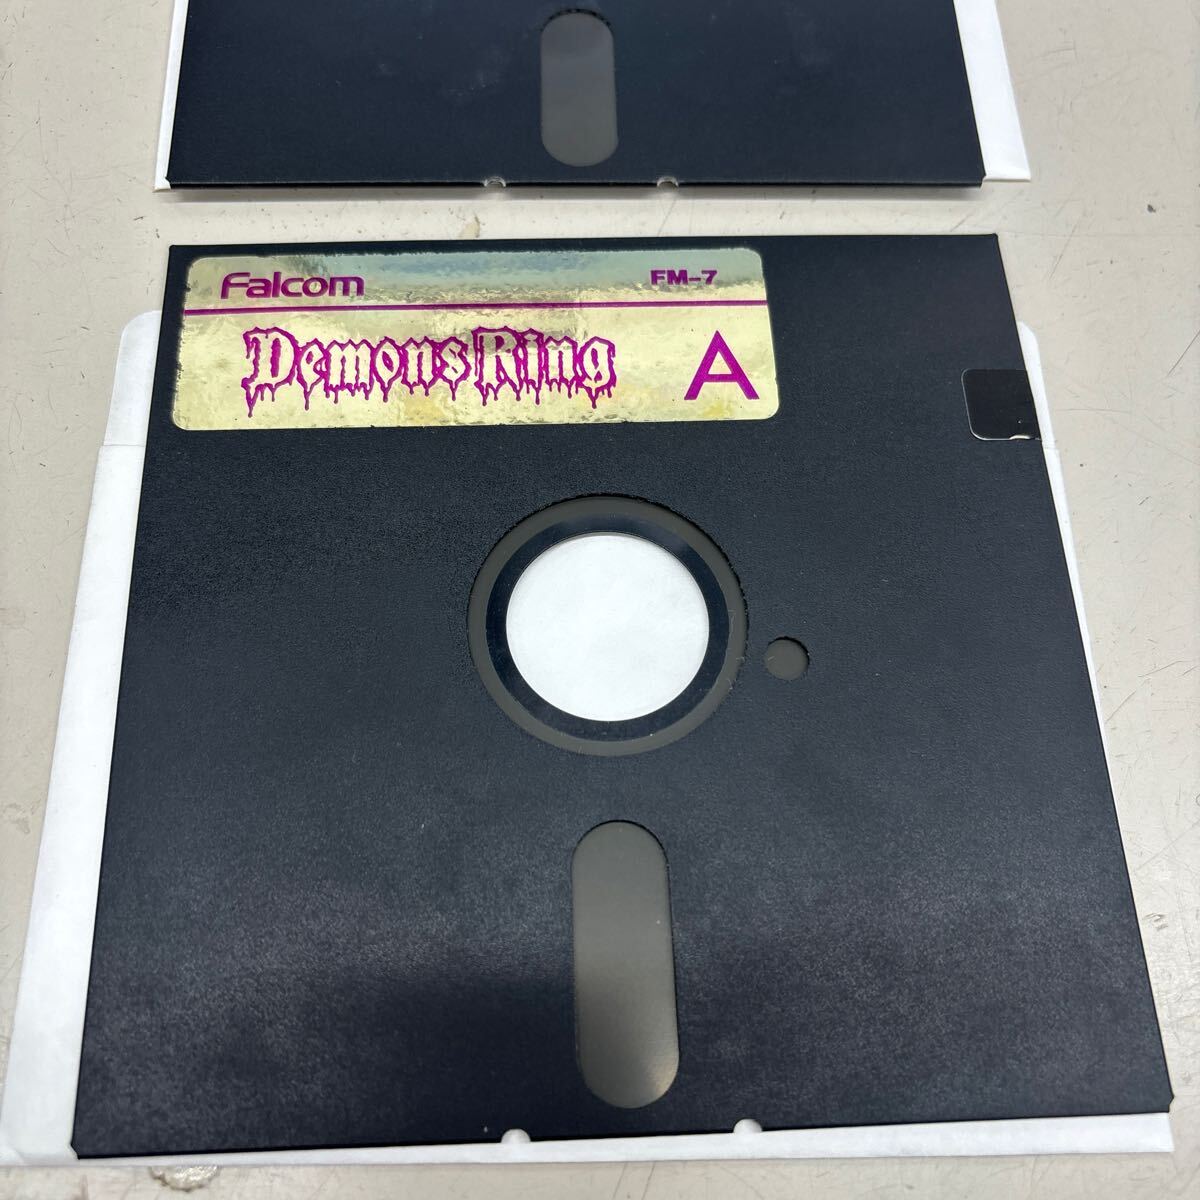 Falcom FM-7
Demons Ring A